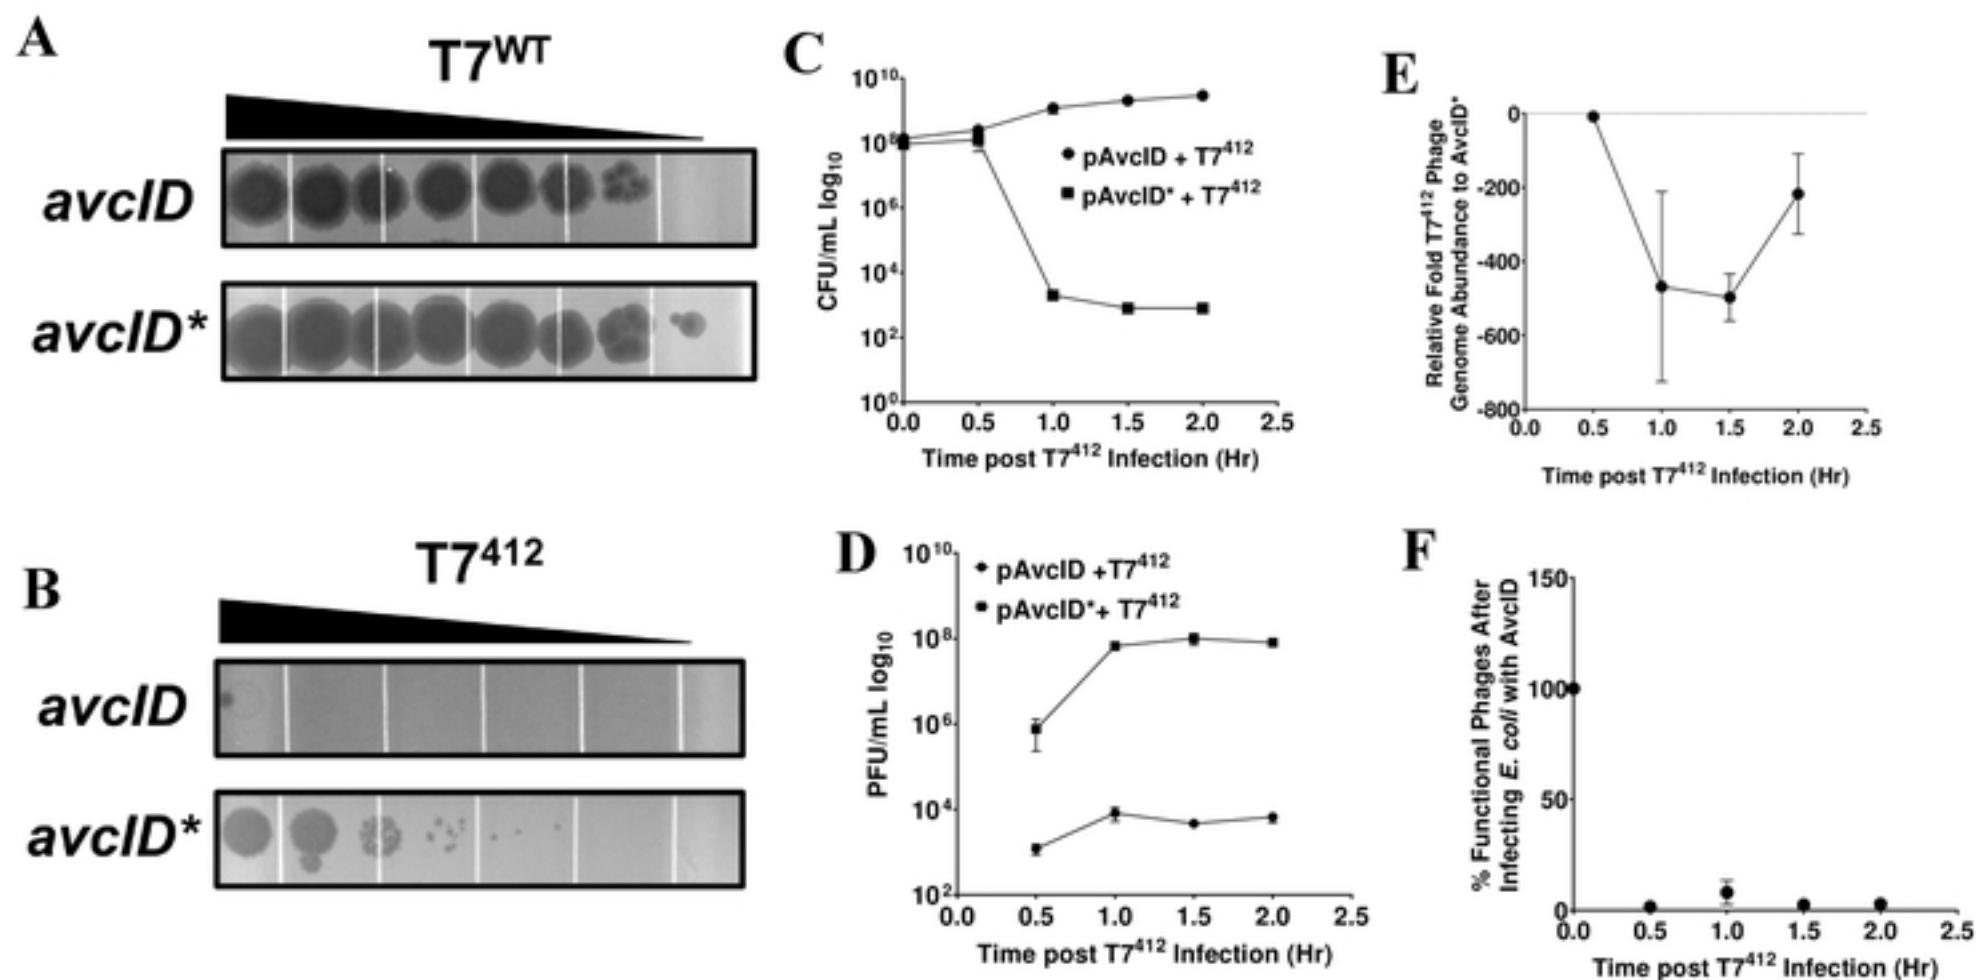 A
T7WT
avcID
avcID*
B
T7412
avcID
avcID*
C
CFU/mL log10
1010
108
106
104
102
100
pAvcID + T7412
pAvcID* + T7412
0.0 0.5 1.0 1.5 2.0 2.5
Time post T7412 Infection (Hr)
D
PFU/mL log10
1010
108
106
104
102
pAvcID +T7412
pAvcID*+ T7412
0.0 0.5 1.0 1.5 2.0 2.5
Time post T7412 Infection (Hr)
E
Relative Fold T7412 Phage
Genome Abundance to AvcID*
0
-200
-400
-600
-800
0.0 0.5 1.0 1.5 2.0 2.5
Time post T7412 Infection (Hr)
F
% Functional Phages After
Infecting E. coli with AvcID
150
100
50
0
0.0 0.5 1.0 1.5 2.0 2.5
Time post T7412 Infection (Hr)